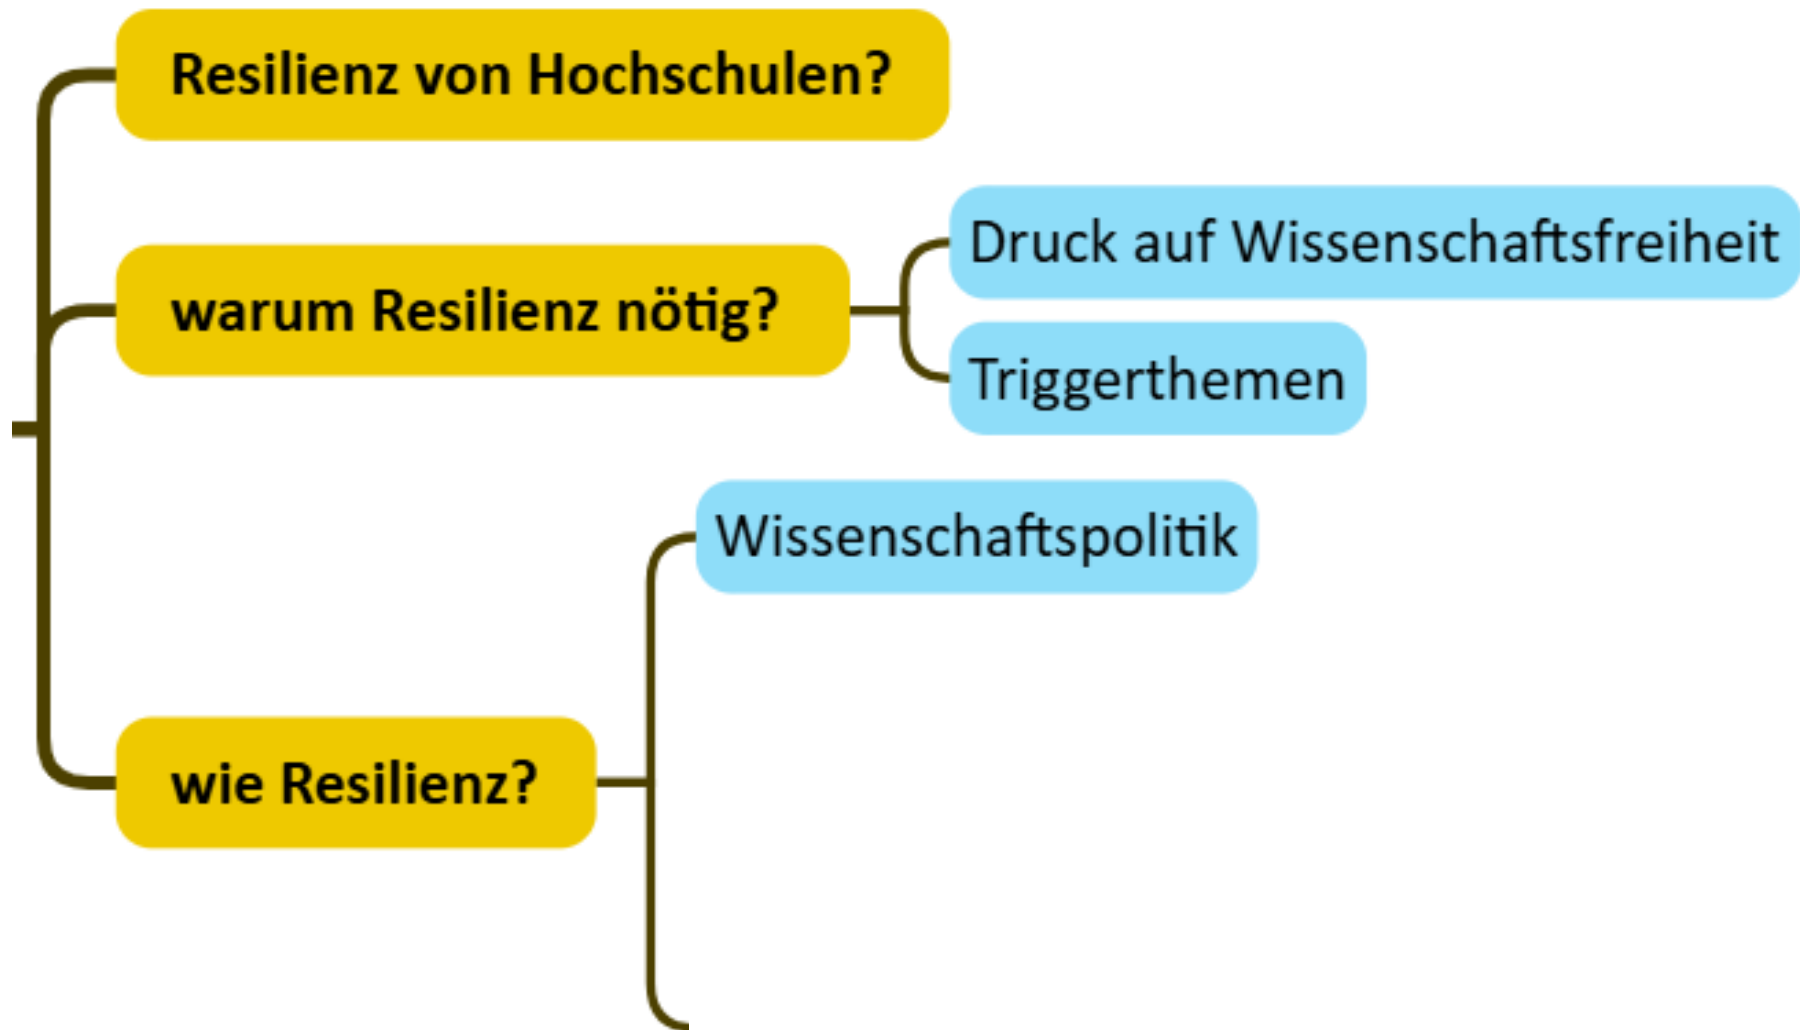 Resilienz von Hochschulen?
warum Resilienz nötig?
Druck auf Wissenschaftsfreiheit
Triggerthemen
wie Resilienz?
Wissenschaftspolitik